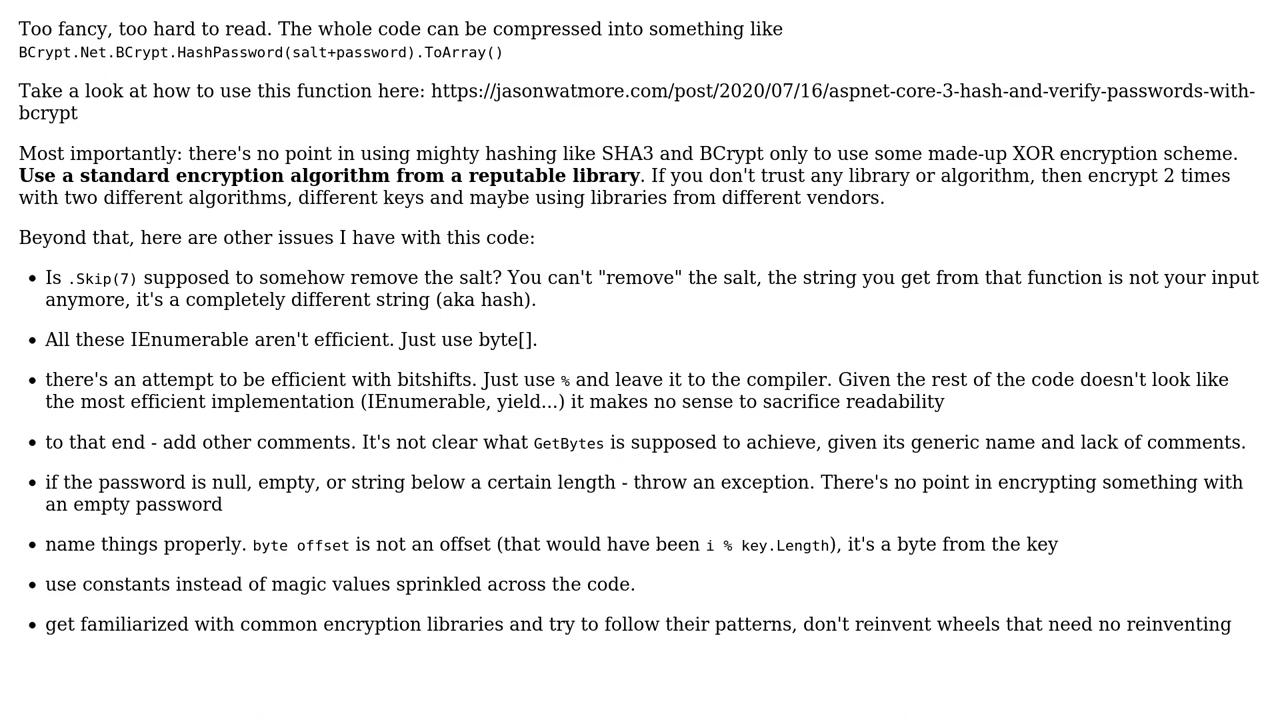 Too fancy, too hard to read. The whole code can be compressed into something like
BCrypt.Net.BCrypt.HashPassword(salt+password).ToArray()
Take a look at how to use this function here: https://jasonwatmore.com/post/2020/07/16/aspnet-core-3-hash-and-verify-passwords-with-
bcrypt
Most importantly: there's no point in using mighty hashing like SHA3 and BCrypt only to use some made-up XOR encryption scheme.
Use a standard encryption algorithm from a reputable library. If you don't trust any library or algorithm, then encrypt 2 times
with two different algorithms, different keys and maybe using libraries from different vendors.
Beyond that, here are other issues I have with this code:
• Is .Skip(7) supposed to somehow remove the salt? You can't "remove" the salt, the string you get from that function is not your input
anymore, it's a completely different string (aka hash).
• All these IEnumerable aren't efficient. Just use byte[].
• there's an attempt to be efficient with bitshifts. Just use % and leave it to the compiler. Given the rest of the code doesn't look like
the most efficient implementation (IEnumerable, yield...) it makes no sense to sacrifice readability
• to that end - add other comments. It's not clear what GetBytes is supposed to achieve, given its generic name and lack of comments.
• if the password is null, empty, or string below a certain length - throw an exception. There's no point in encrypting something with
an empty password
• name things properly. byte offset is not an offset (that would have been i % key.Length), it's a byte from the key
• use constants instead of magic values sprinkled across the code.
• get familiarized with common encryption libraries and try to follow their patterns, don't reinvent wheels that need no reinventing